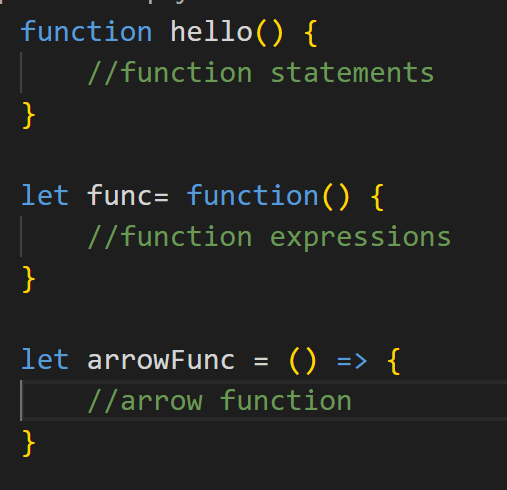 function hello() {
    //function statements
}
let func= function() {
    //function expressions
}
let arrowFunc = () => {
    //arrow function
}